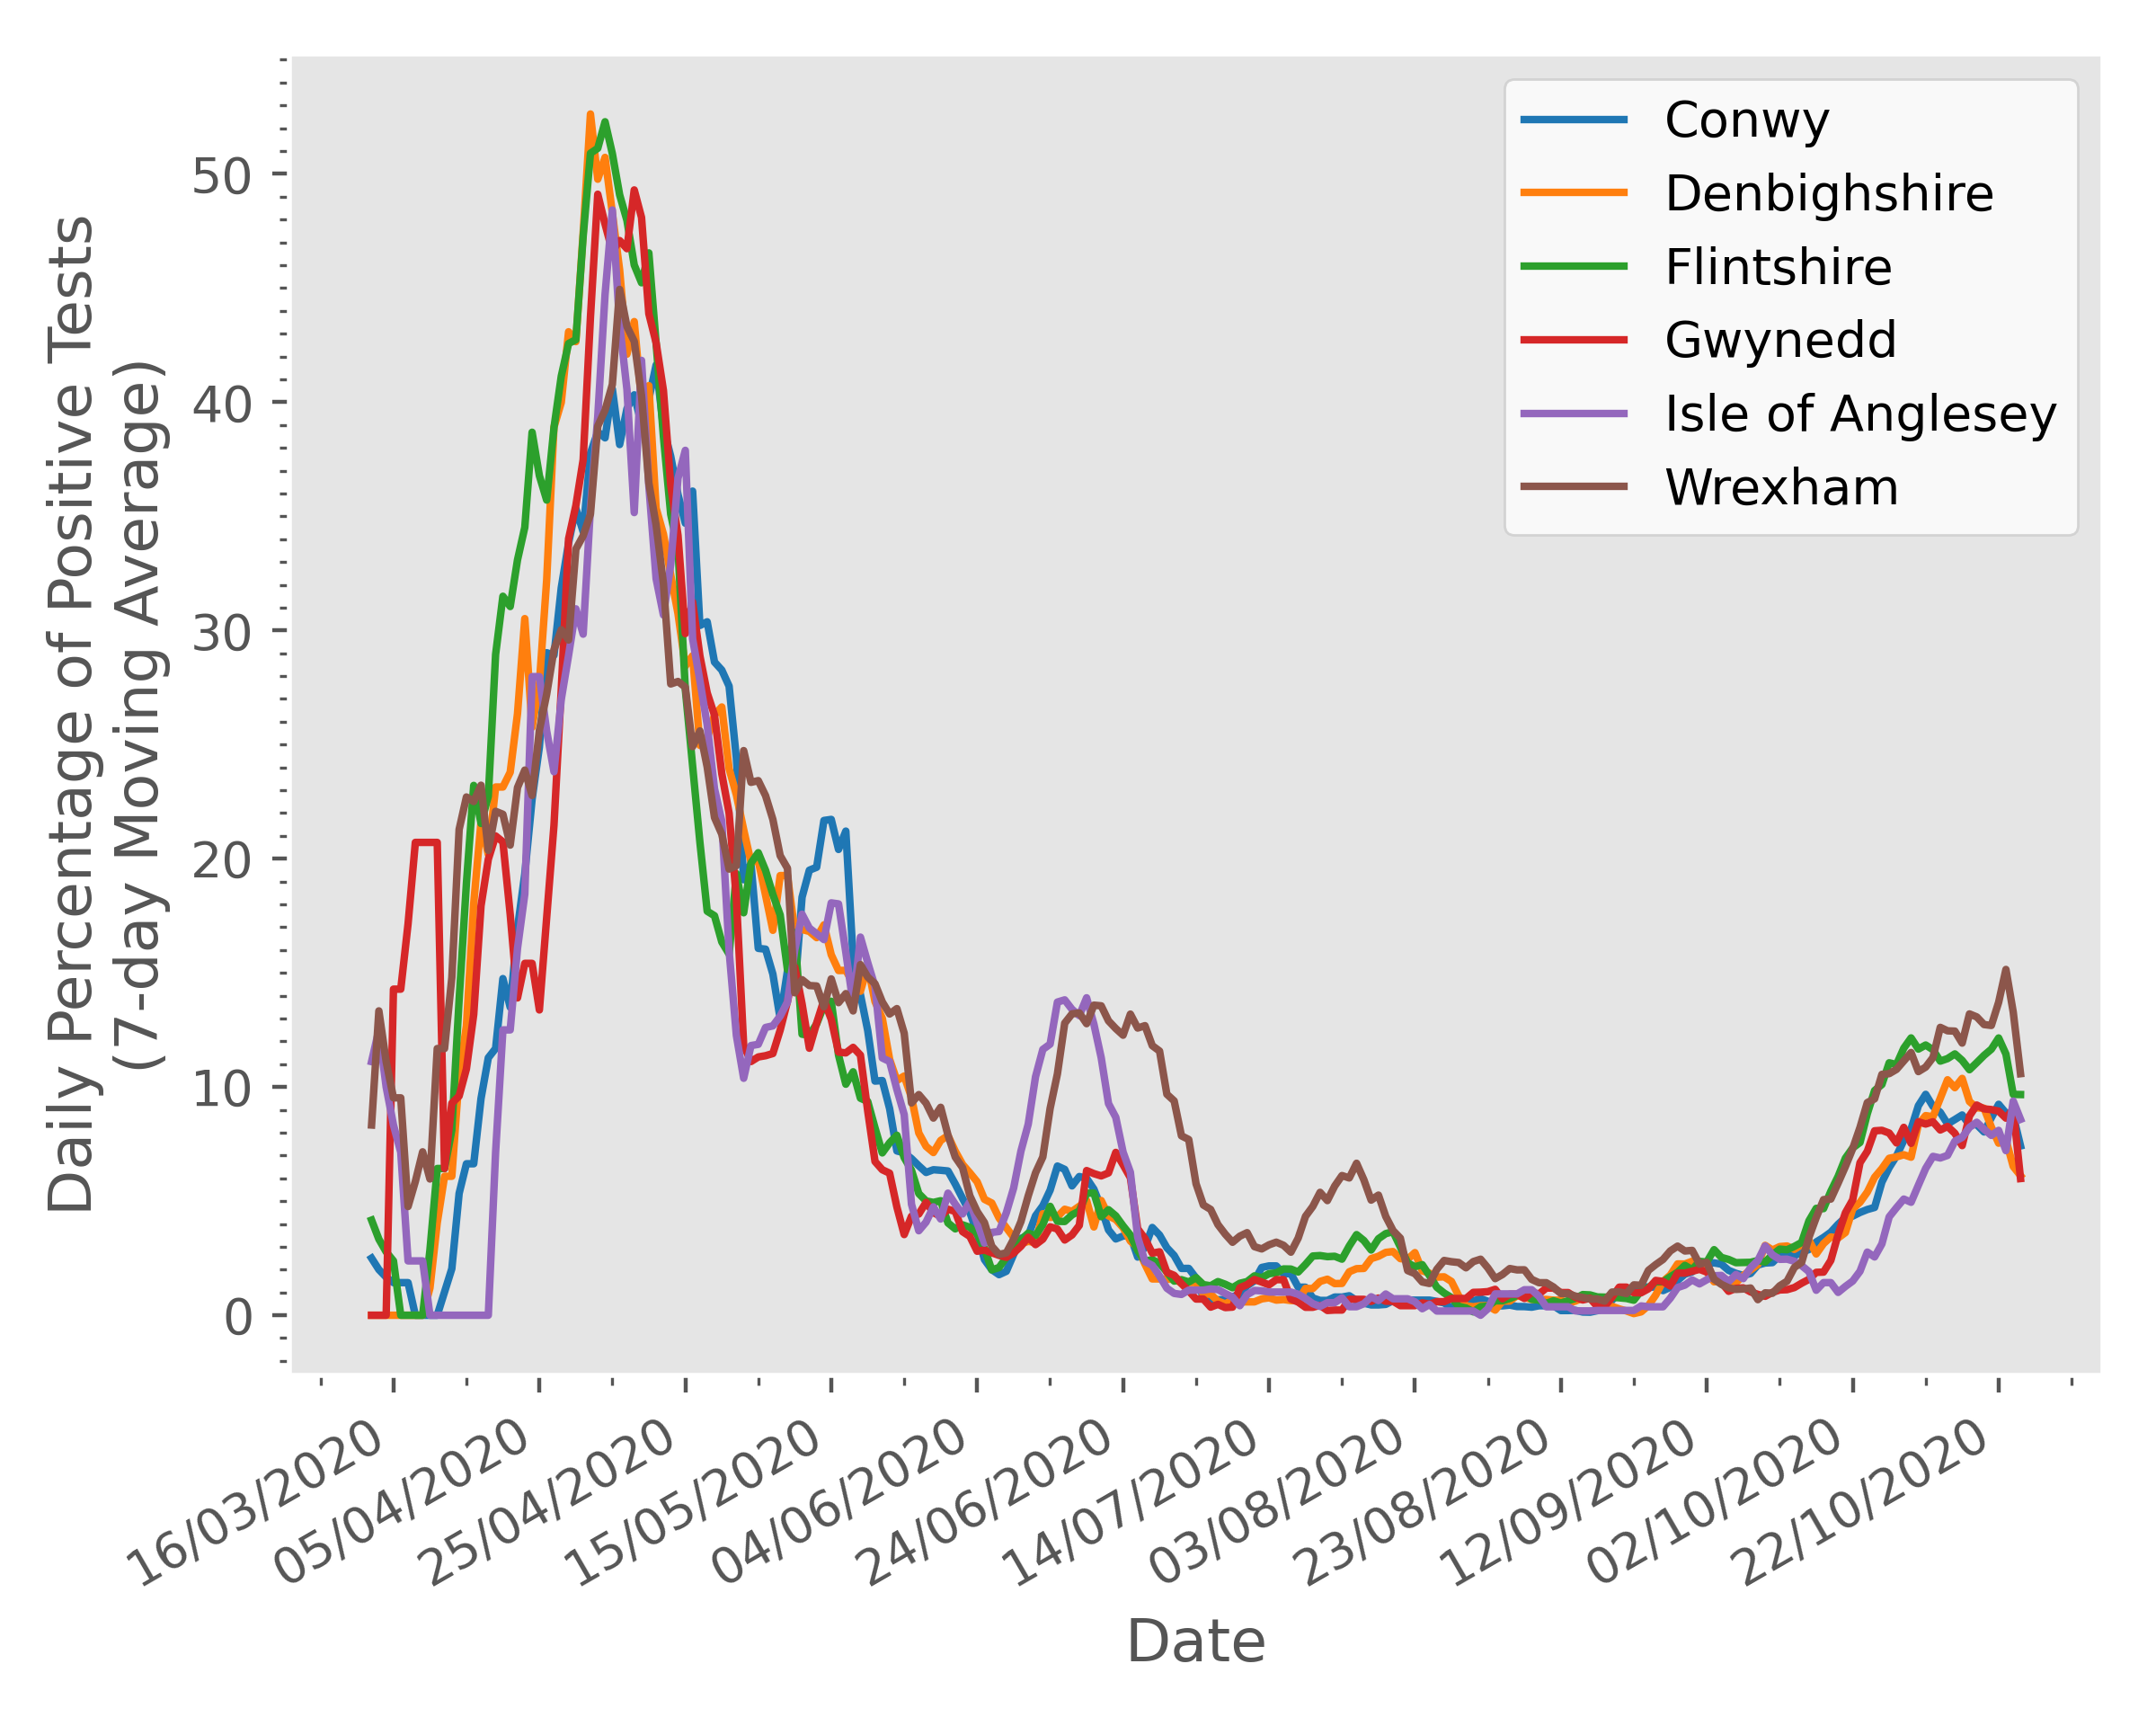 Daily Percentage of Positive Tests
(7-day Moving Average)
50
40
30
20
10
0
Conwy
Denbighshire
Flintshire
Gwynedd
Isle of Anglesey
Wrexham
16/03/2020
05/04/2020
25/04/2020
15/05/2020
04/06/2020
24/06/2020
14/07/2020
03/08/2020
23/08/2020
12/09/2020
02/10/2020
22/10/2020
Date